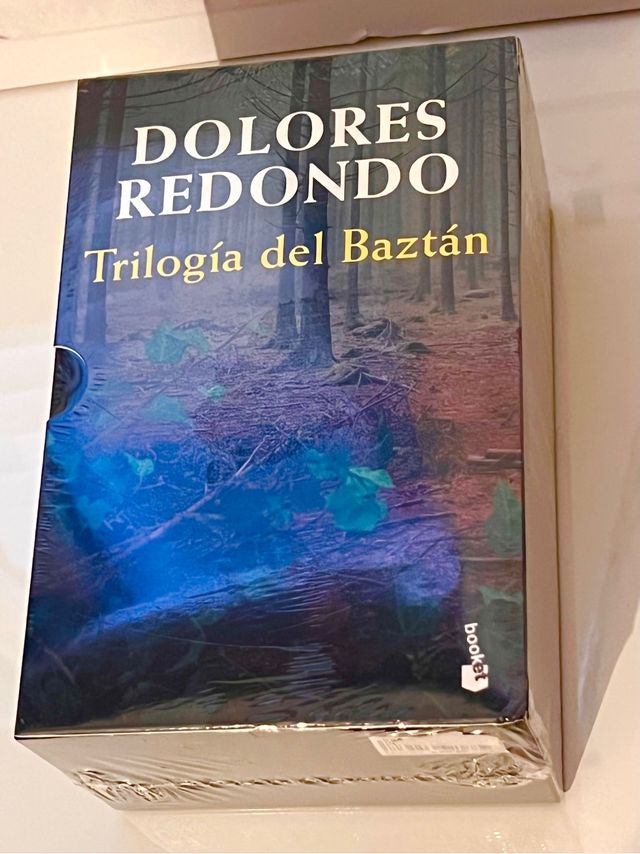 DOLORES
REDONDO
Trilogía del Baztán
booket